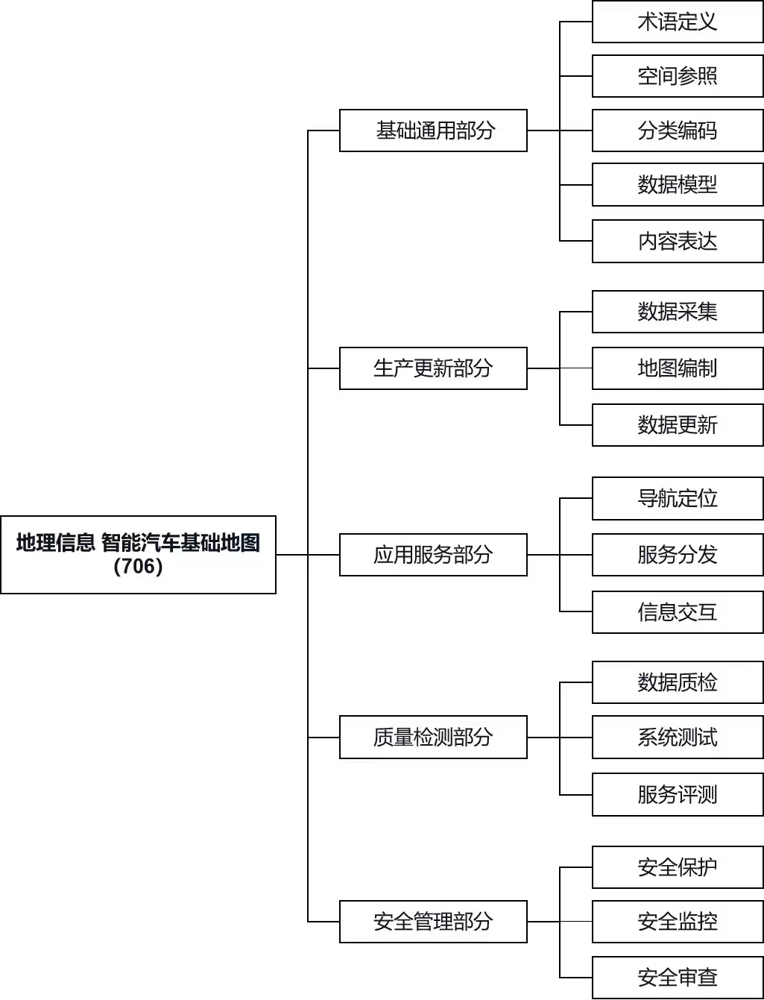 地理信息 智能汽车基础地图
(706)
基础通用部分
术语定义
空间参照
分类编码
数据模型
内容表达
生产更新部分
数据采集
地图编制
数据更新
应用服务部分
导航定位
服务分发
信息交互
质量检测部分
数据质检
系统测试
服务评测
安全管理部分
安全保护
安全监控
安全审查